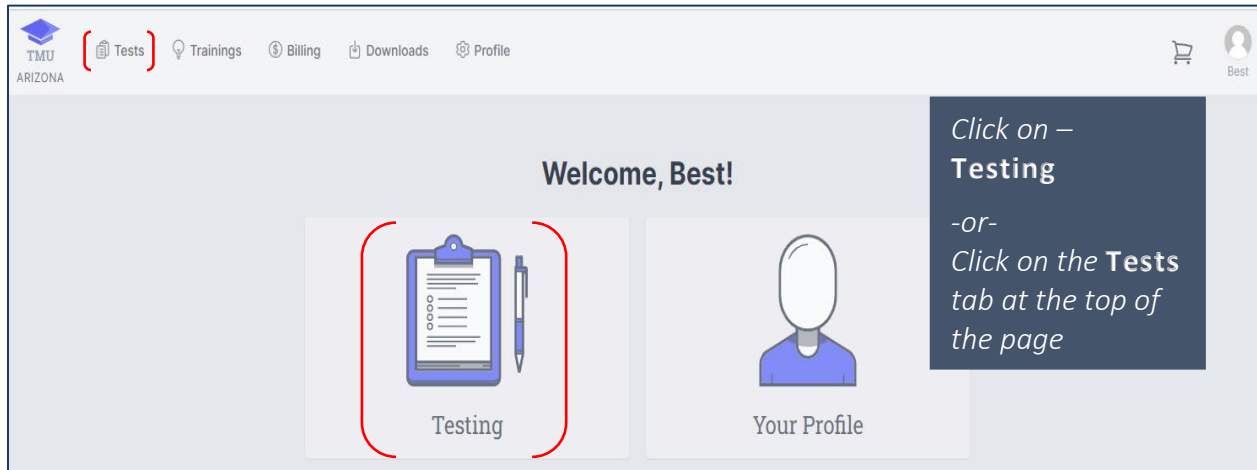 TMU
ARIZONA
Tests
Trainings
Billing
Downloads
Profile
Best
Welcome, Best!
Testing
Your Profile
Click on –
Testing
-or-
Click on the Tests
tab at the top of
the page